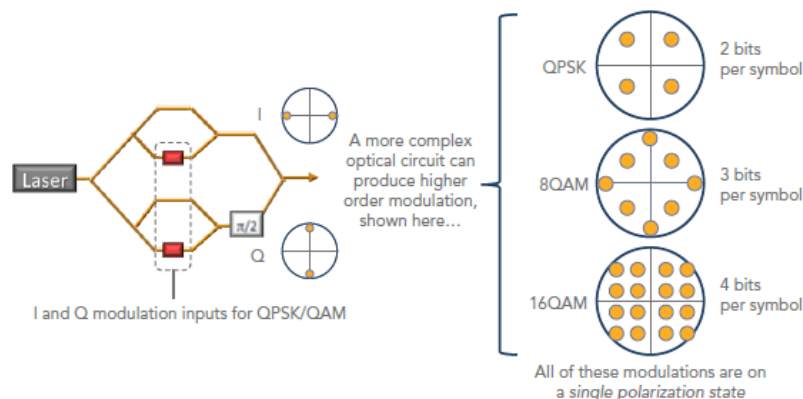 Laser
I
π/2
Q
I and Q modulation inputs for QPSK/QAM
A more complex
optical circuit can
produce higher
order modulation,
shown here…
QPSK
2 bits
per symbol
8QAM
3 bits
per symbol
16QAM
4 bits
per symbol
All of these modulations are on
a single polarization state